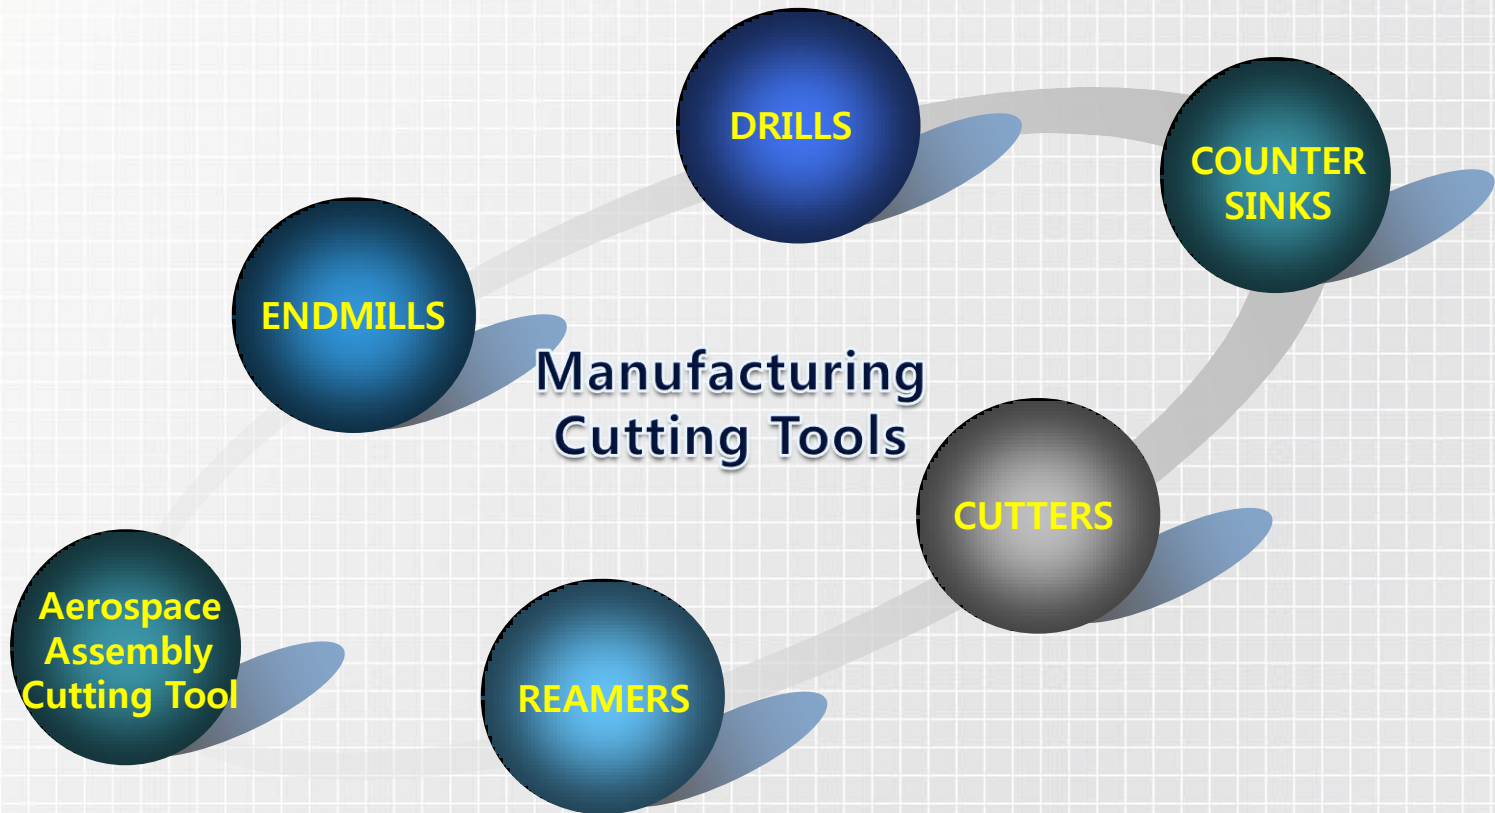 DRILLS
COUNTER
SINKS
ENDMILLS
Manufacturing
Cutting Tools
CUTTERS
Aerospace
Assembly
Cutting Tool
REAMERS